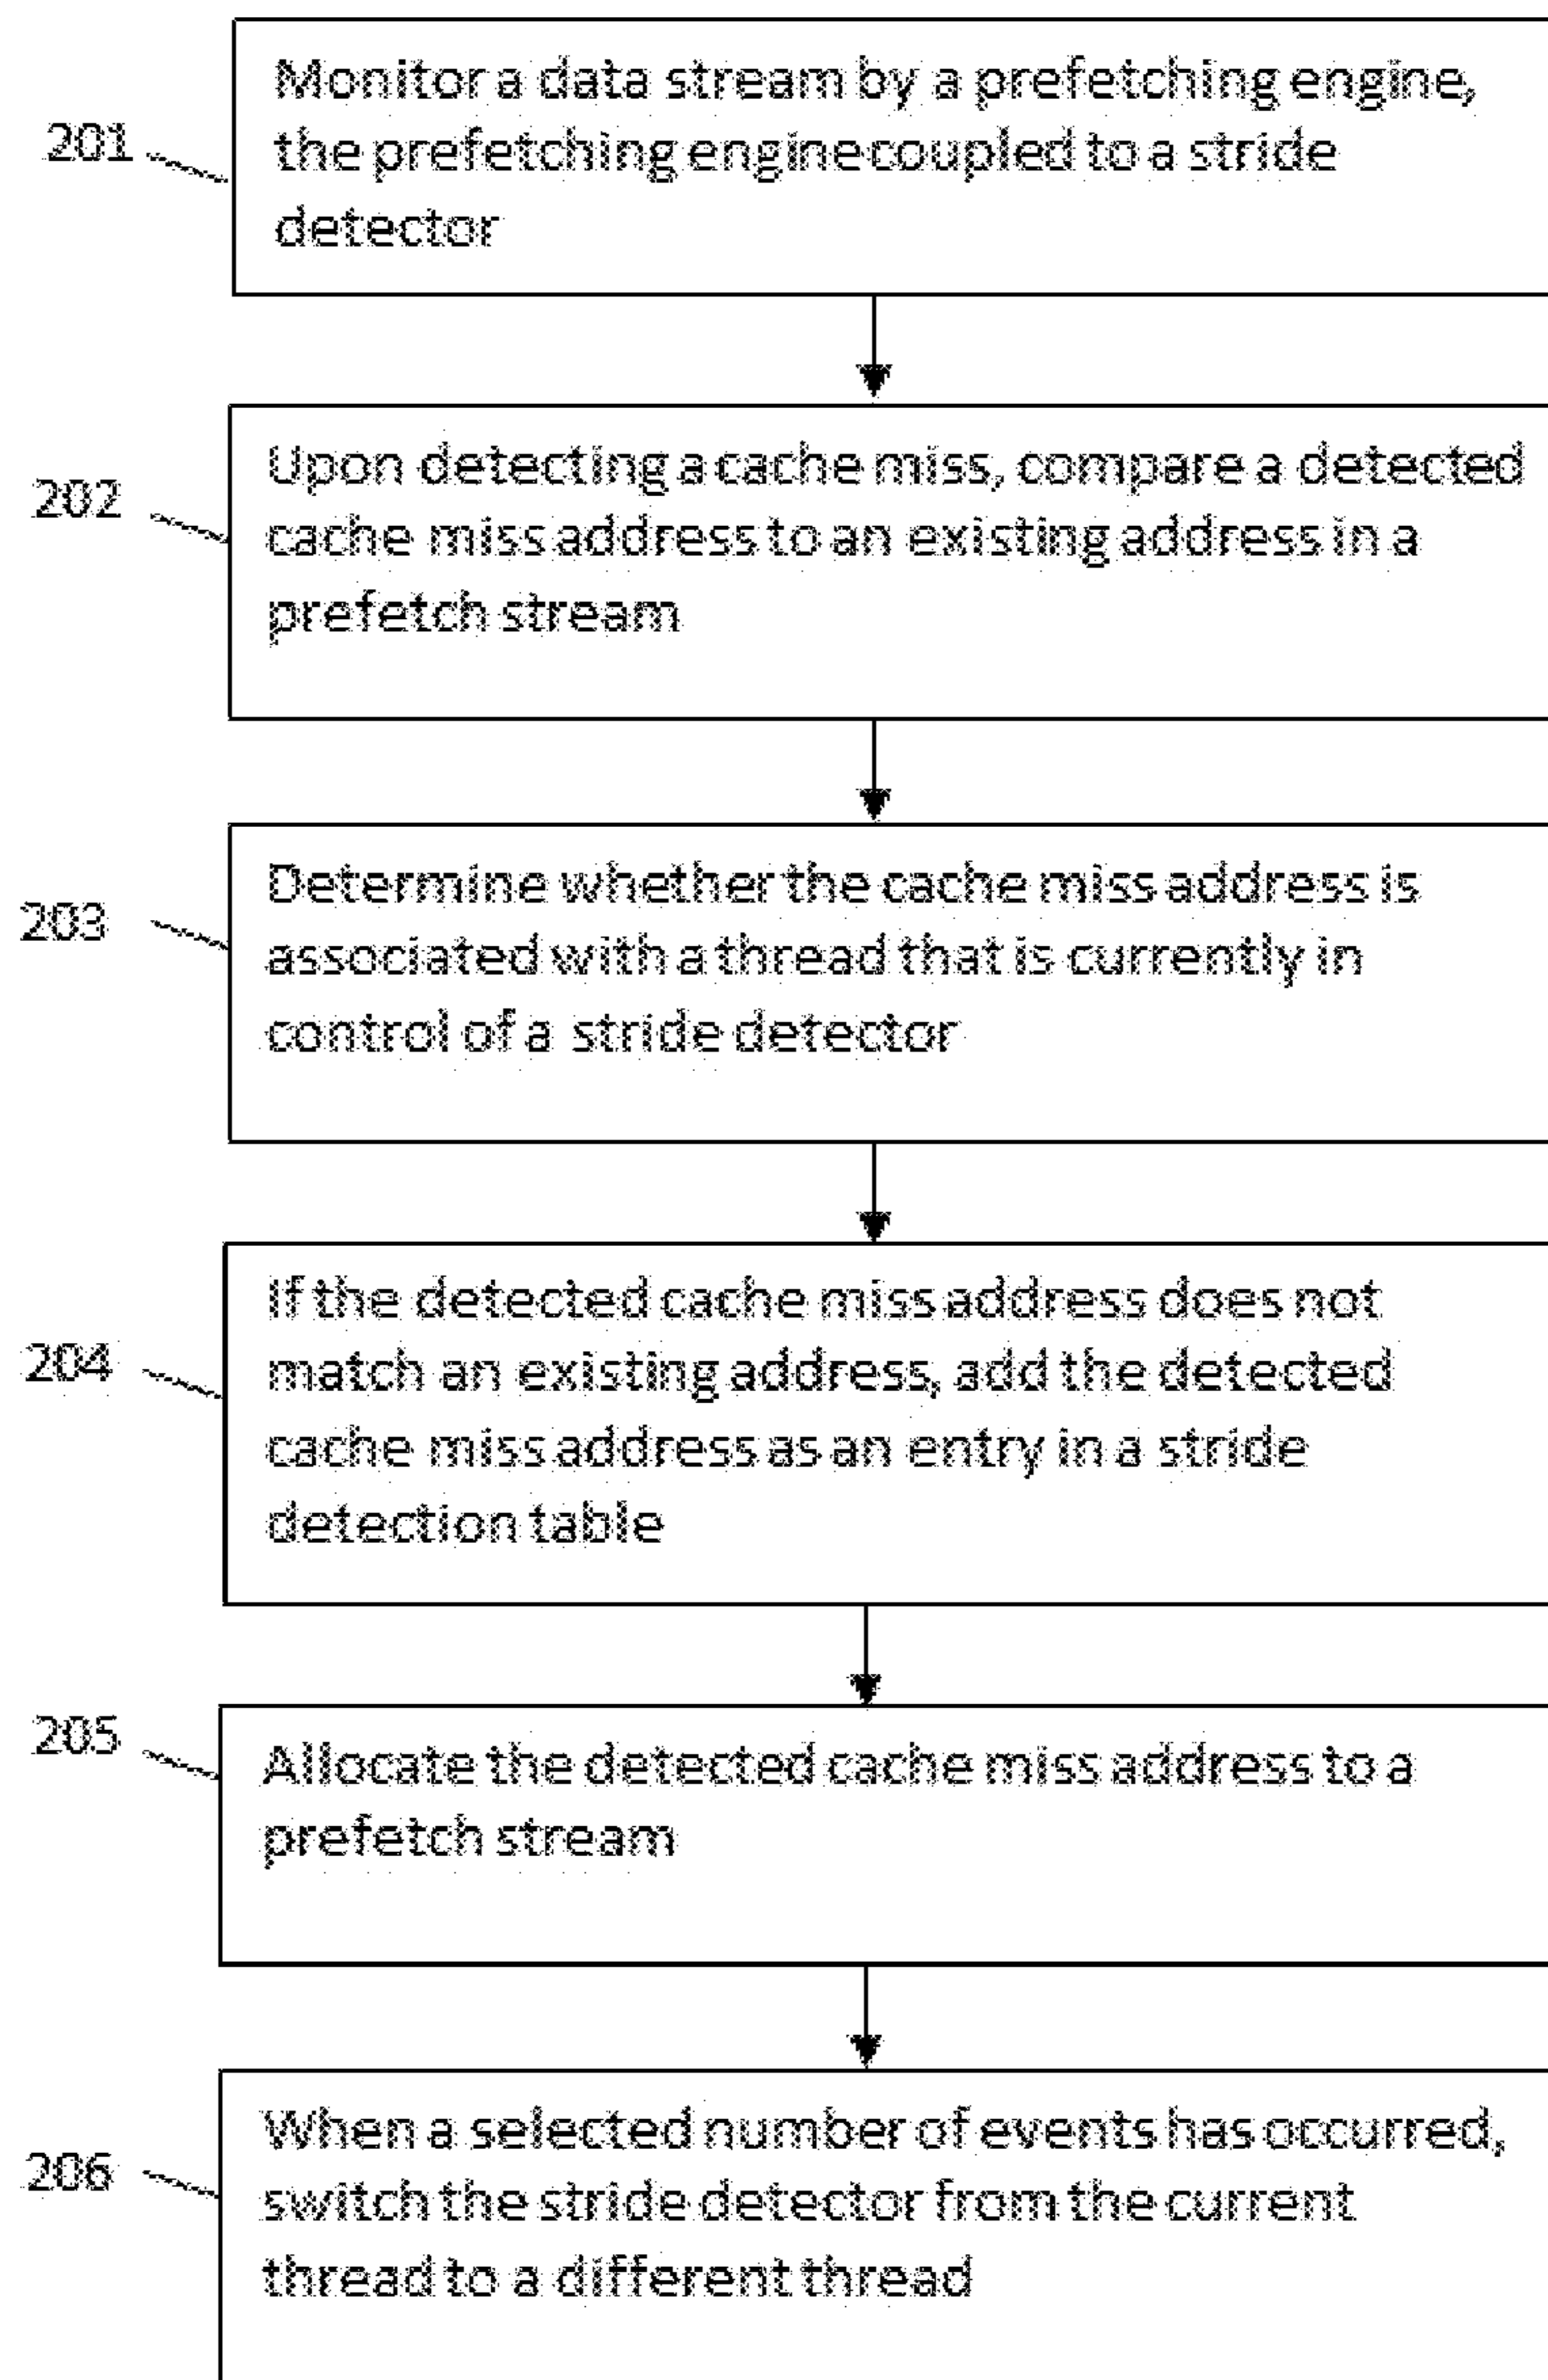 Monitor a data stream by a prefetching engine,
201
the prefetching engine coupled to a stride
detector
Upon detecting a cache miss, compare a detected
202
cache miss address to an existing address in a
prefetch stream
Determine whether the cache miss address is
203
associated with a thread that is currently in
control of a stride detector
If the detected cache miss address does not
204
match an existing address, add the detected
cache miss address as an entry in a stride
detection table
205
Allocate the detected cache miss address to a
prefetch stream
When a selected number of events has occurred,
206
switch the stride detector from the current
thread to a different thread